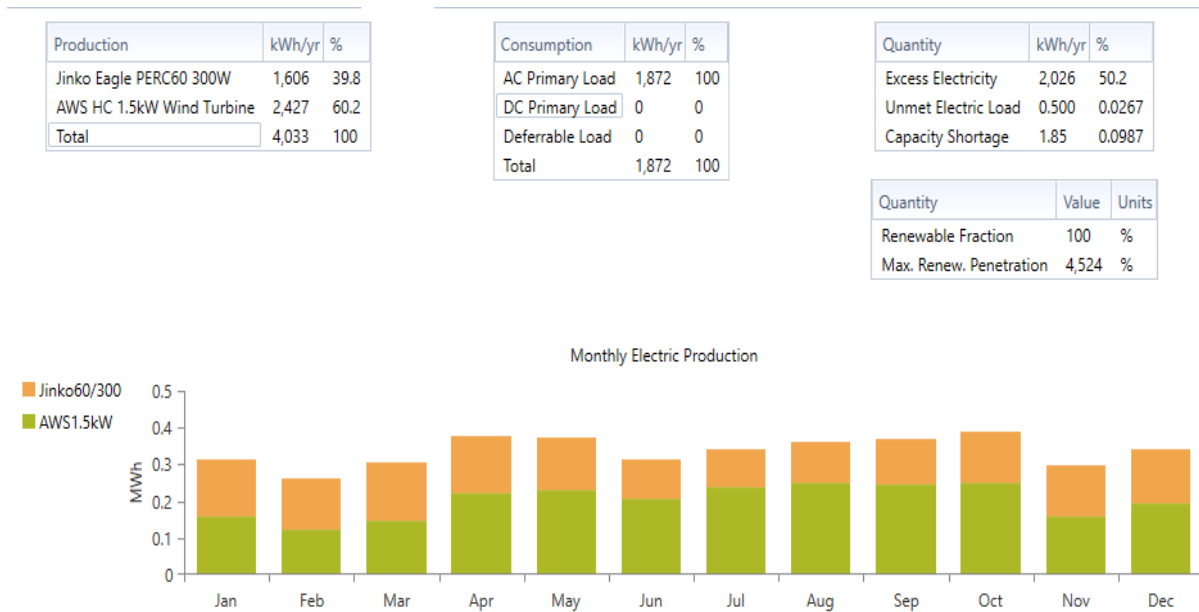 Production kWh/yr %
Jinko Eagle PERC60 300W 1,606 39.8
AWS HC 1.5kW Wind Turbine 2,427 60.2
Total 4,033 100
Consumption kWh/yr %
AC Primary Load 1,872 100
DC Primary Load 0 0
Deferrable Load 0 0
Total 1,872 100
Quantity kWh/yr %
Excess Electricity 2,026 50.2
Unmet Electric Load 0.500 0.0267
Capacity Shortage 1.85 0.0987
Quantity Value Units
Renewable Fraction 100 %
Max. Renew. Penetration 4,524 %
Monthly Electric Production
Jinko60/300
AWS1.5kW
MWh
0.5
0.4
0.3
0.2
0.1
0
Jan Feb Mar Apr May Jun Jul Aug Sep Oct Nov Dec